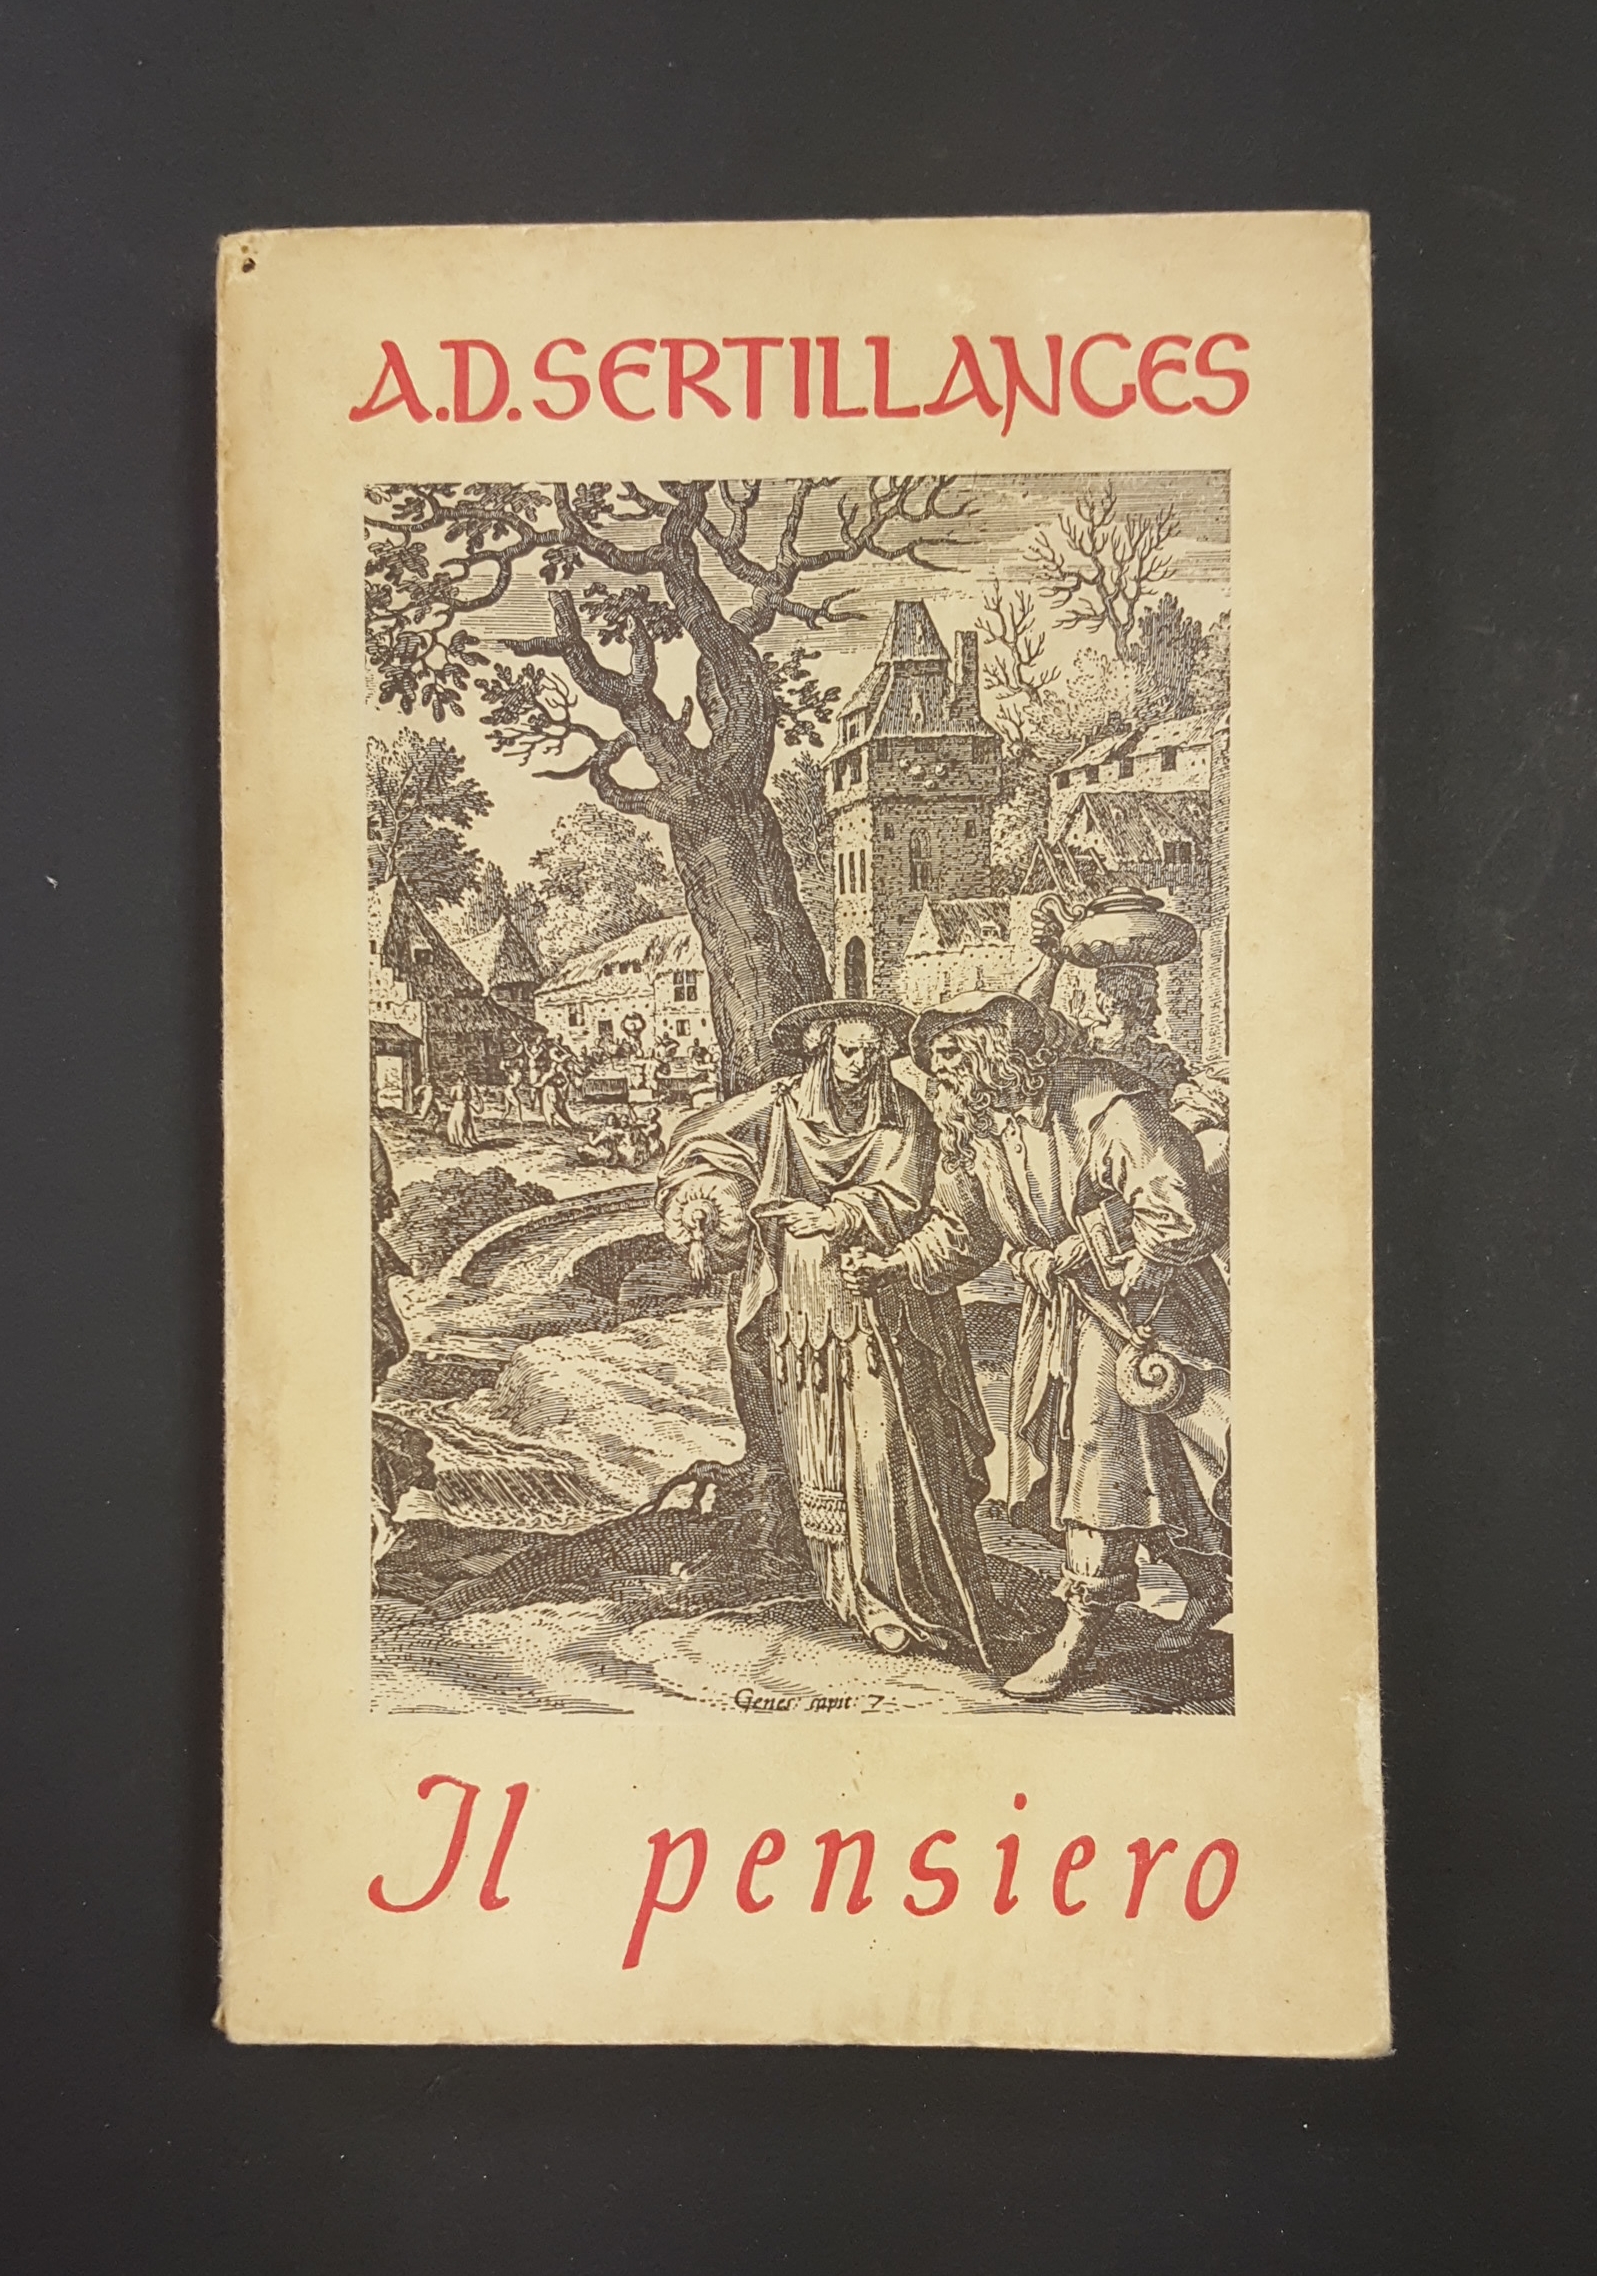 A.D. SERTILLANGES
Genes: capit: 7.
Il pensiero